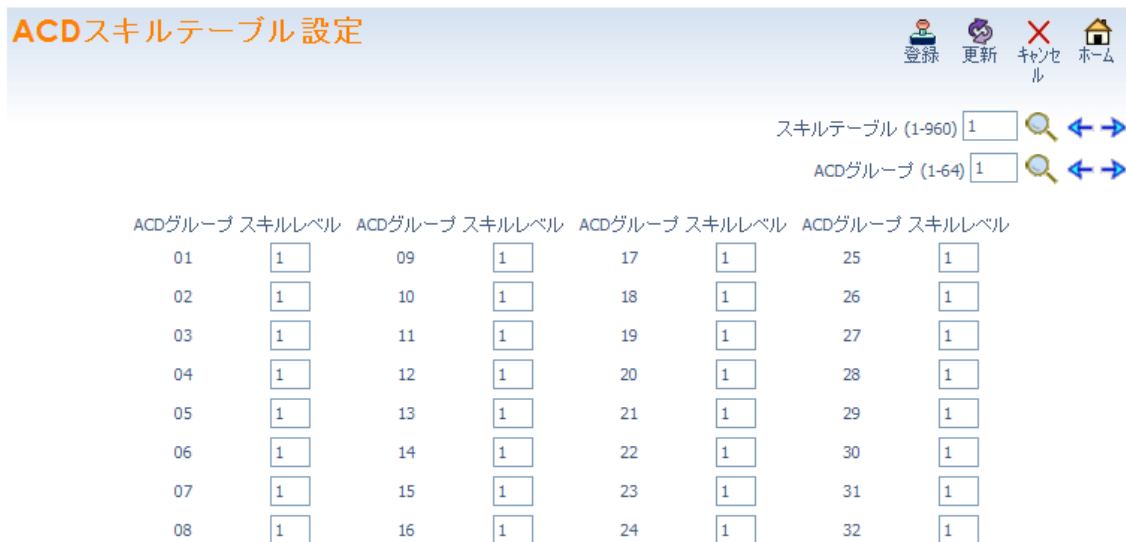 ACDスキルテーブル設定
登録 更新 キャンセル ホーム
スキルテーブル (1-960) 1
ACDグループ (1-64) 1
ACDグループ スキルレベル ACDグループ スキルレベル ACDグループ スキルレベル ACDグループ スキルレベル
01 1 09 1 17 1 25 1
02 1 10 1 18 1 26 1
03 1 11 1 19 1 27 1
04 1 12 1 20 1 28 1
05 1 13 1 21 1 29 1
06 1 14 1 22 1 30 1
07 1 15 1 23 1 31 1
08 1 16 1 24 1 32 1